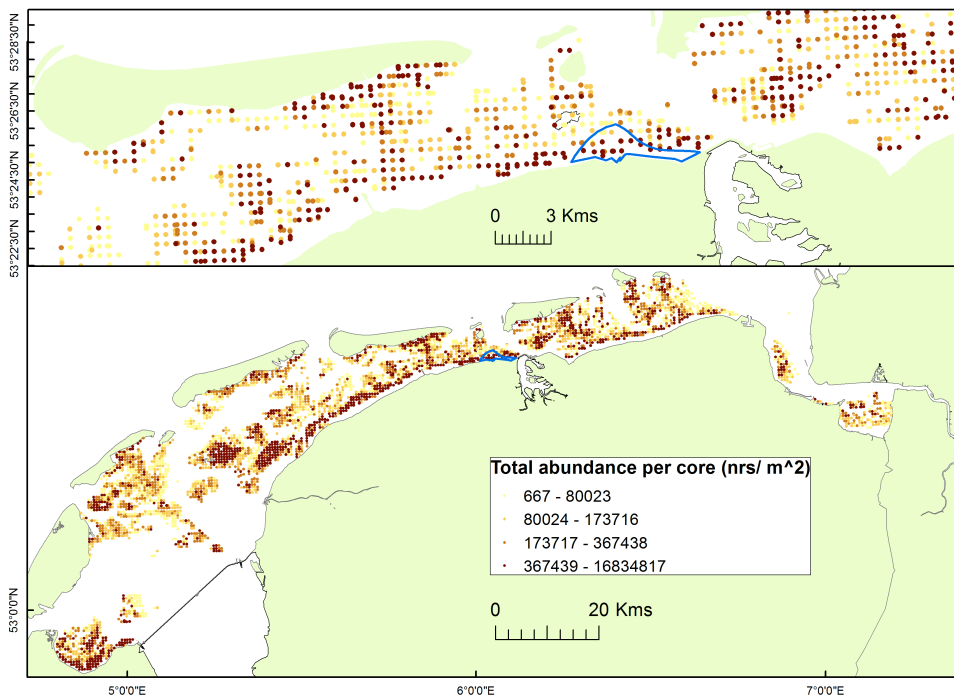 53°28'30"N
53°26'30"N
53°24'30"N
53°22'30"N
0 3 Kms
Total abundance per core (nrs/ m^2)
667 - 80023
80024 - 173716
173717 - 367438
367439 - 16834817
0 20 Kms
53°0'0"N
5°0'0"E 6°0'0"E 7°0'0"E